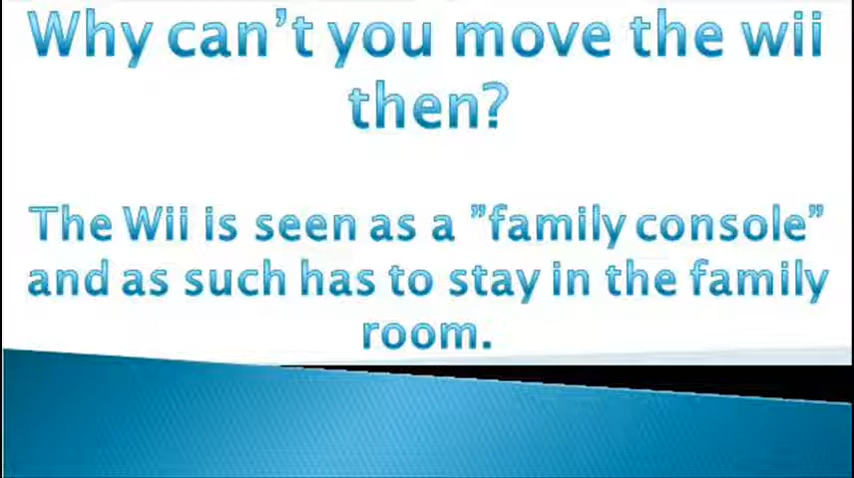 Why can’t you move the wii
then?
The Wii is seen as a ”family console”
and as such has to stay in the family
room.